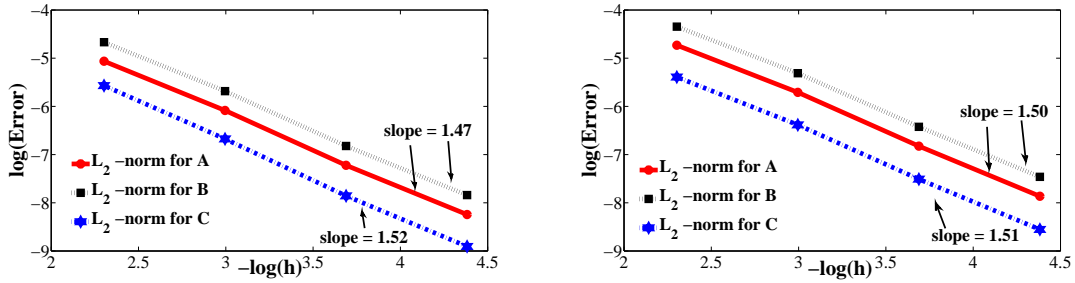 −4
−5
−6
−7
−8
−9
log(Error)
slope = 1.47
L2 −norm for A
L2 −norm for B
L2 −norm for C
slope = 1.52
2 2.5 3 3.5 4 4.5
−log(h)
−4
−5
−6
−7
−8
−9
log(Error)
slope = 1.50
L2 −norm for A
L2 −norm for B
L2 −norm for C
slope = 1.51
2 2.5 3 3.5 4 4.5
−log(h)